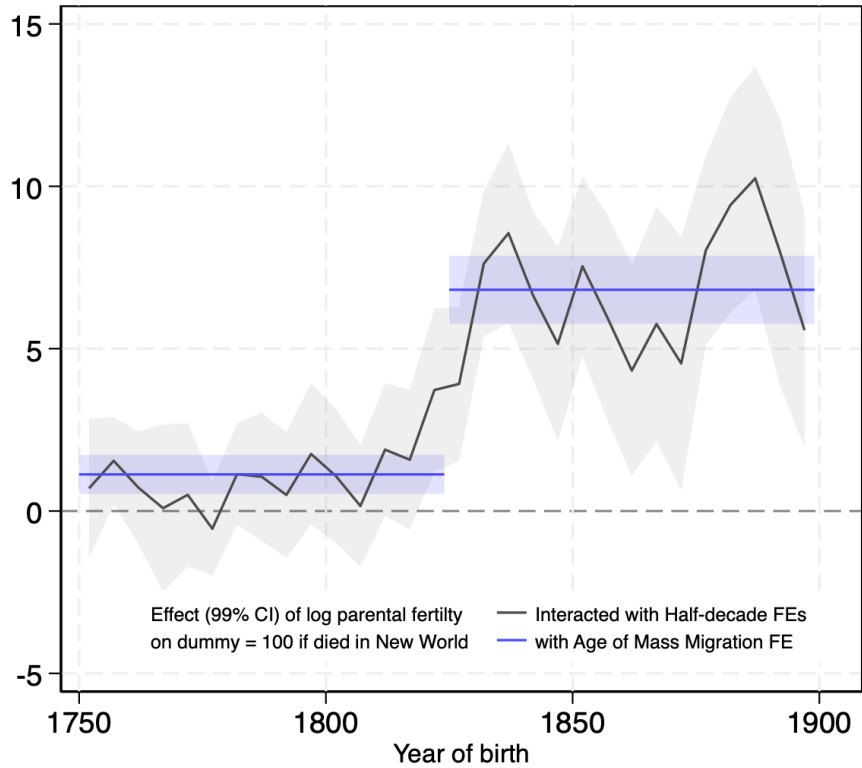 15
10
5
0
-5
Effect (99% CI) of log parental fertilty
on dummy = 100 if died in New World
Interacted with Half-decade FEs
with Age of Mass Migration FE
1750
1800
1850
1900
Year of birth